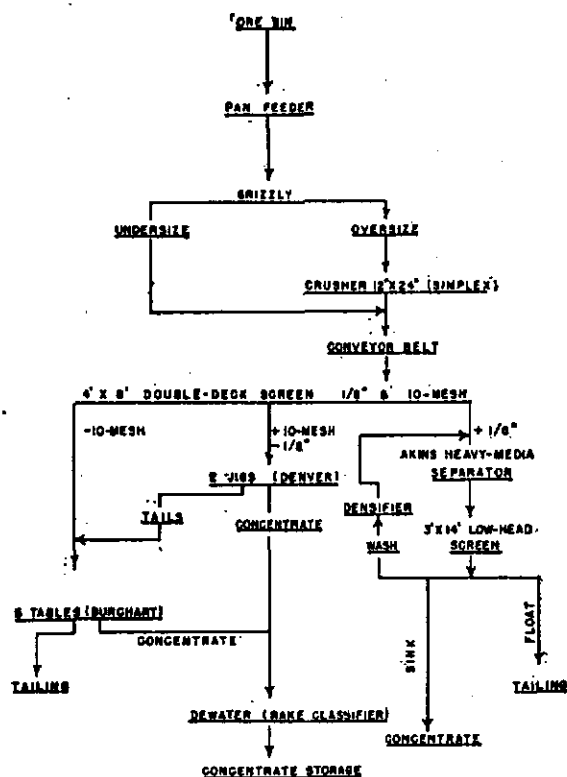 ORE BIN
PAN FEEDER
GRIZZLY
UNDERSIZE
OVERSIZE
CRUSHER 12"X24" (SIMPLEX)
CONVEYOR BELT
4' X 8' DOUBLE-DECK SCREEN 1/8" & 10-MESH
-10-MESH
+10-MESH
-1/8"
+1/8"
AKINS HEAVY-MEDIA
SEPARATOR
2 JIGS (DENVER)
TAILS
CONCENTRATE
DENSIFIER
WASH
3'X14' LOW-HEAD
SCREEN
TABLES (BURCHART)
CONCENTRATE
SINK
FLOAT
TAILING
TAILING
DEWATER (RAKE CLASSIFIER)
CONCENTRATE
CONCENTRATE STORAGE